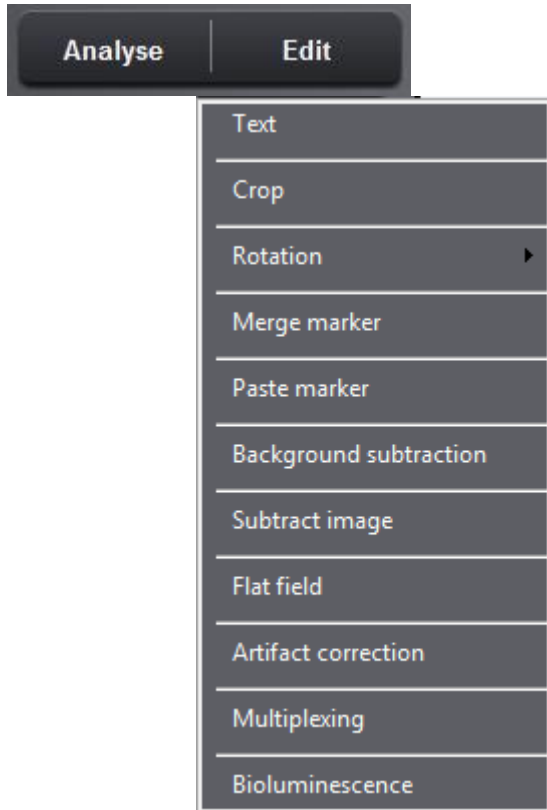 Analyse Edit
Text
Crop
Rotation
Merge marker
Paste marker
Background subtraction
Subtract image
Flat field
Artifact correction
Multiplexing
Bioluminescence